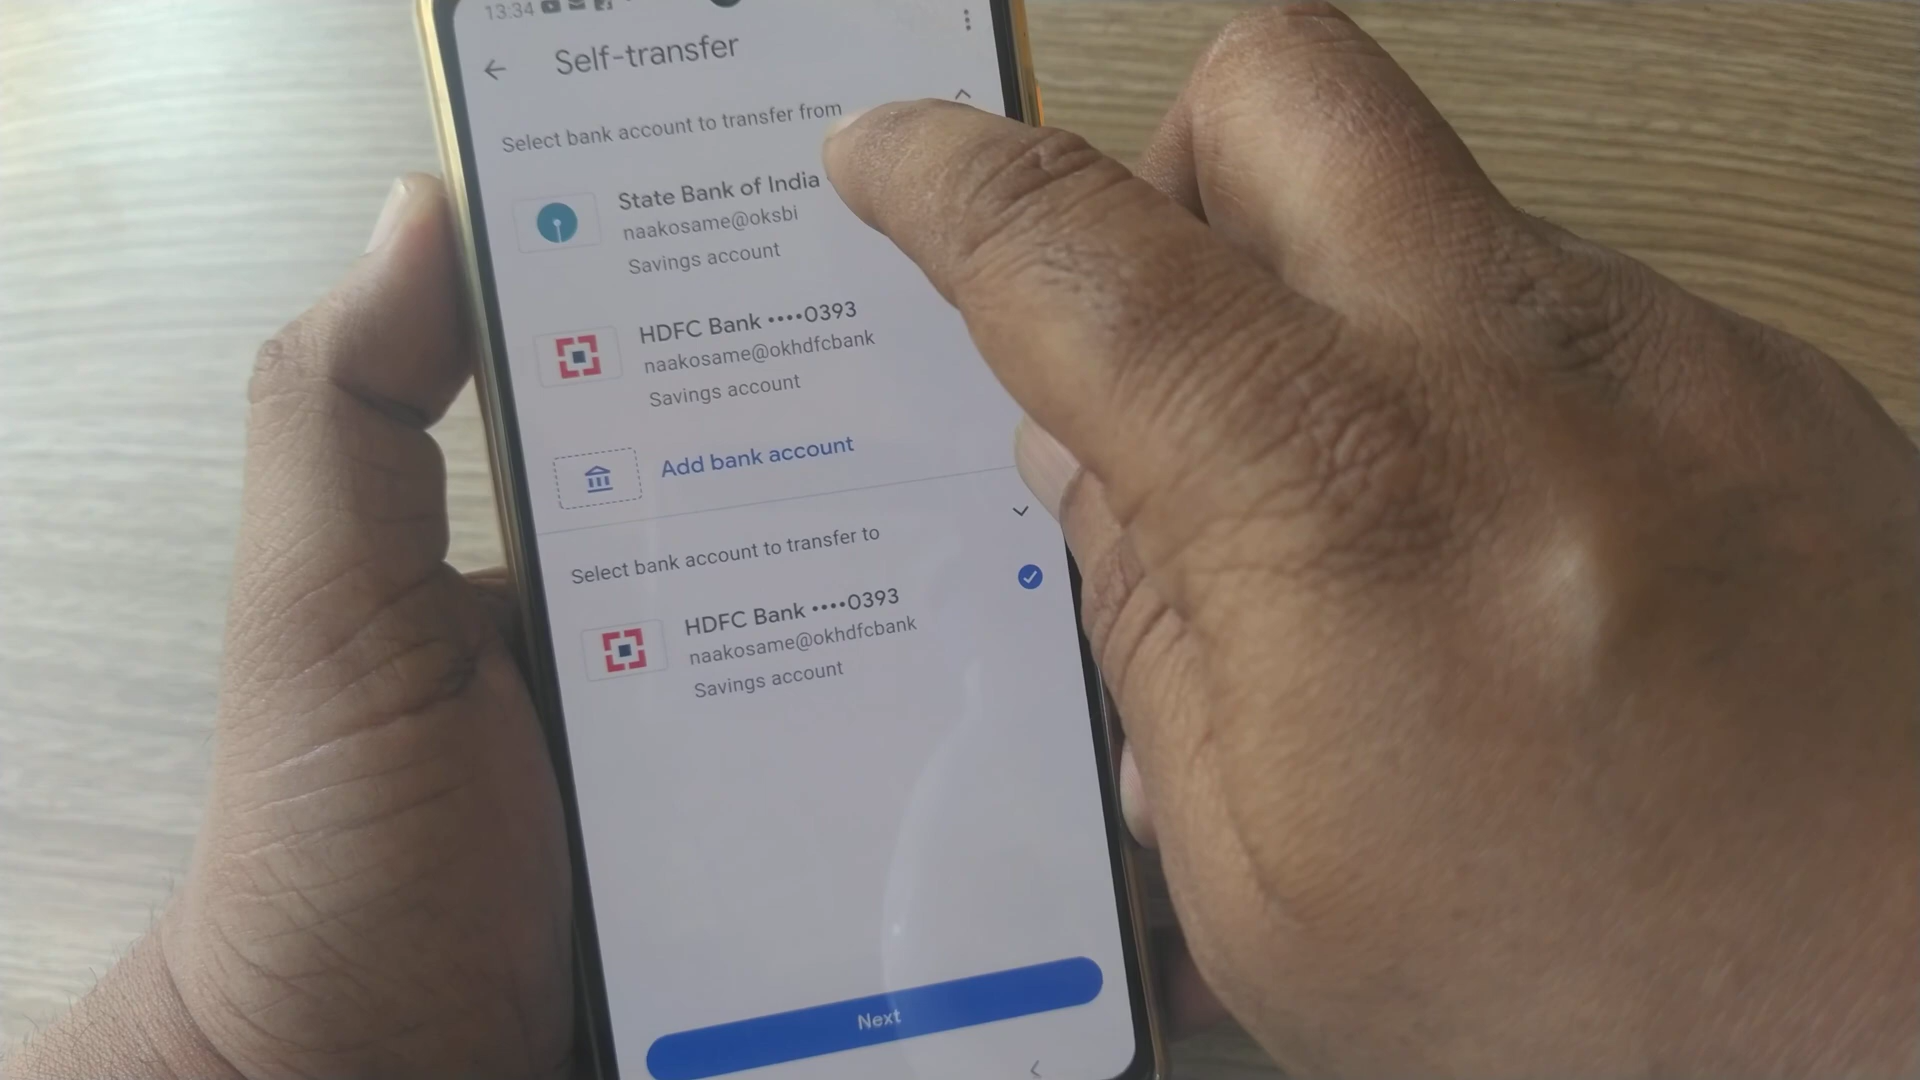 13:34
Self-transfer
Select bank account to transfer from
State Bank of India
naakosame@oksbi
Savings account
HDFC Bank ••••0393
naakosame@okhdfcbank
Savings account
Add bank account
Select bank account to transfer to
HDFC Bank ••••0393
naakosame@okhdfcbank
Savings account
Next